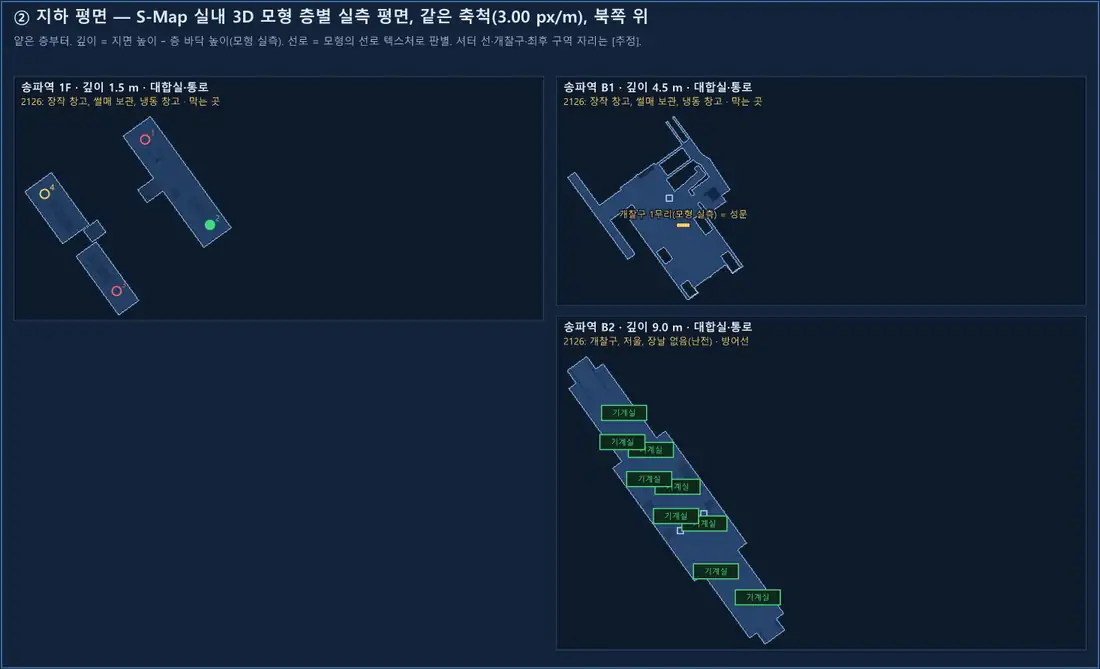 ② 지하 평면 — S-Map 실내 3D 모형 층별 실측 평면, 같은 축척(3.00 px/m), 북쪽 위
얕은 층부터. 깊이 = 지면 높이 – 층 바닥 높이(모형 실측). 선로 = 모형의 선로 텍스처로 판별. 셔터 선·개찰구·최후 구역 자리는 [추정].
송파역 1F · 깊이 1.5 m · 대합실·통로
2126: 장작 창고, 썰매 보관, 냉동 창고 · 막는 곳
1
4
2
3
송파역 B1 · 깊이 4.5 m · 대합실·통로
2126: 장작 창고, 썰매 보관, 냉동 창고 · 막는 곳
개찰구 1무리(모형 실측) = 성문
송파역 B2 · 깊이 9.0 m · 대합실·통로
2126: 개찰구, 저울, 장날 없음(난전) · 방어선
기계실
기계실
기계실
기계실
기계실
기계실
기계실
기계실
기계실